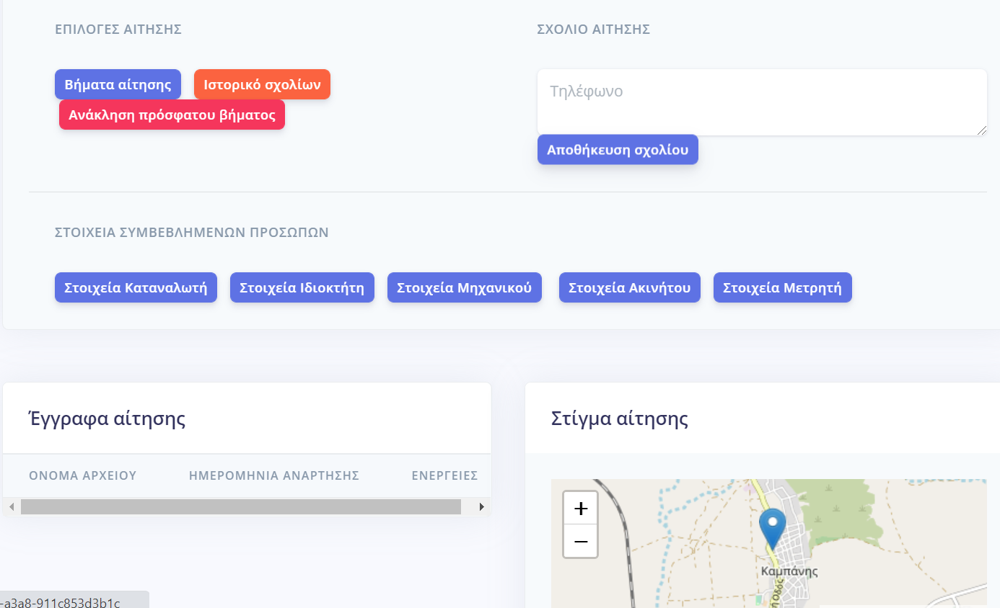 ΕΠΙΛΟΓΕΣ ΑΙΤΗΣΗΣ
Βήματα αίτησης
Ιστορικό σχολίων
Ανάκληση πρόσφατου βήματος
ΣΧΟΛΙΟ ΑΙΤΗΣΗΣ
Τηλέφωνο
Αποθήκευση σχολίου
ΣΤΟΙΧΕΙΑ ΣΥΜΒΕΒΛΗΜΕΝΩΝ ΠΡΟΣΩΠΩΝ
Στοιχεία Καταναλωτή
Στοιχεία Ιδιοκτήτη
Στοιχεία Μηχανικού
Στοιχεία Ακινήτου
Στοιχεία Μετρητή
Έγγραφα αίτησης
ΟΝΟΜΑ ΑΡΧΕΙΟΥ
ΗΜΕΡΟΜΗΝΙΑ ΑΝΑΡΤΗΣΗΣ
ΕΝΕΡΓΕΙΕΣ
Στίγμα αίτησης
+
−
Καμπάνης
Οδός
-a3a8-911c853d3b1c